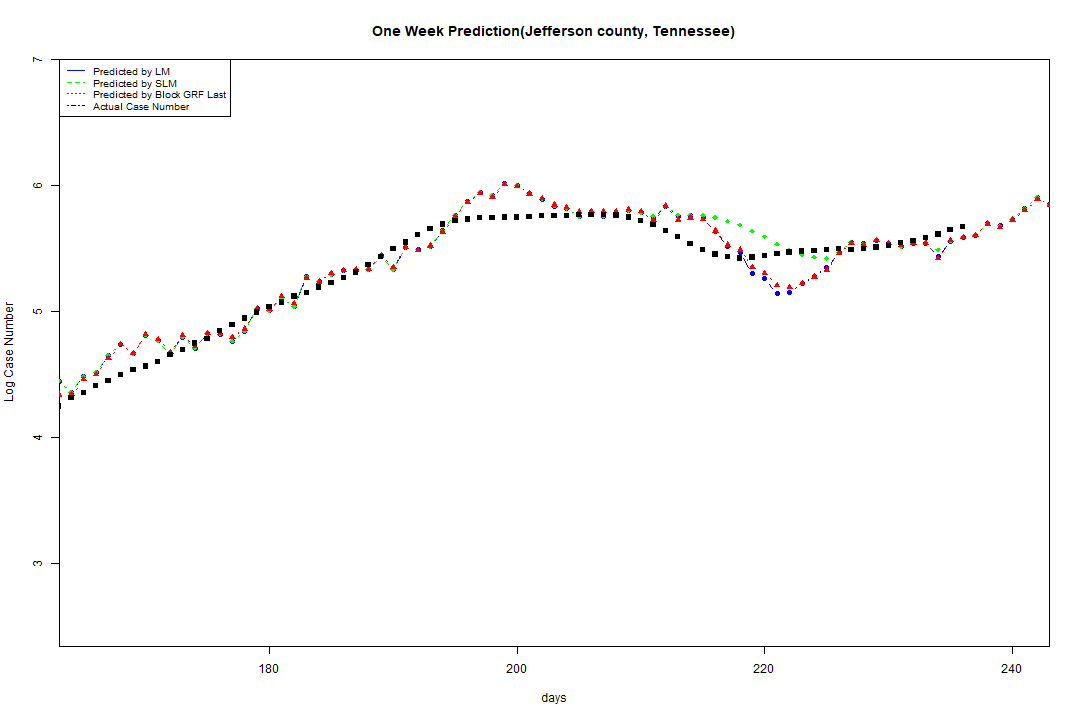 One Week Prediction(Jefferson county, Tennessee)
7
Predicted by LM
Predicted by SLM
Predicted by Block GRF Last
Actual Case Number
6
5
4
3
Log Case Number
180
200
220
240
days